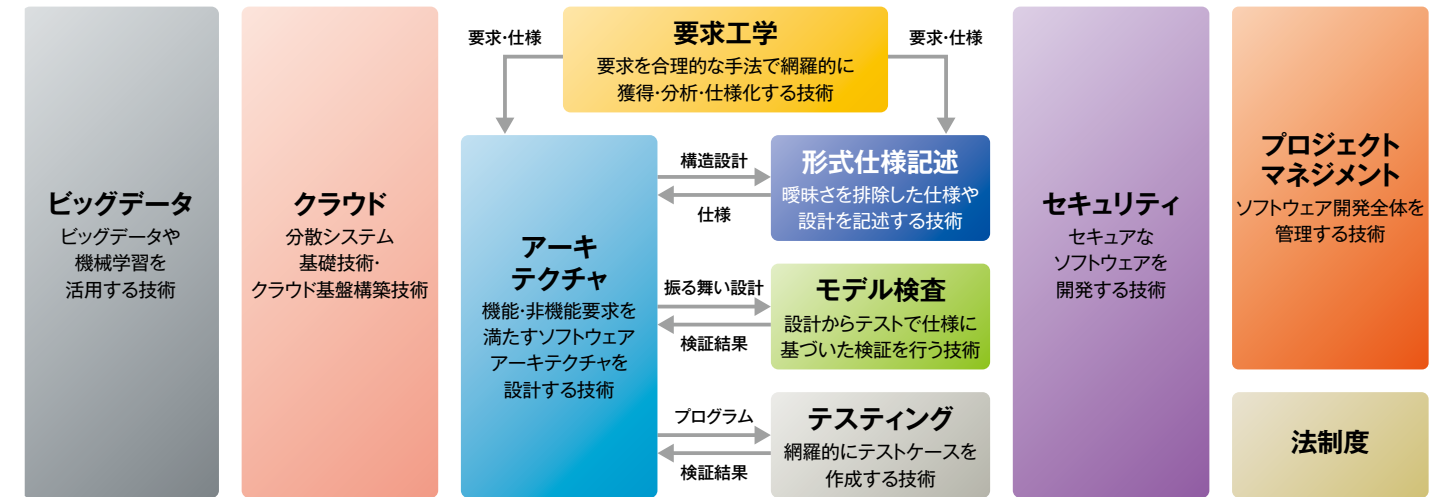 ビッグデータ
ビッグデータや
機械学習を
活用する技術
クラウド
分散システム
基礎技術・
クラウド基盤構築技術
要求・仕様
要求工学
要求を合理的な手法で網羅的に
獲得・分析・仕様化する技術
要求・仕様
アーキ
テクチャ
機能・非機能要求を
満たすソフトウェア
アーキテクチャを
設計する技術
構造設計
仕様
形式仕様記述
曖昧さを排除した仕様や
設計を記述する技術
振る舞い設計
検証結果
モデル検査
設計からテストで仕様に
基づいた検証を行う技術
プログラム
検証結果
テスティング
網羅的にテストケースを
作成する技術
セキュリティ
セキュアな
ソフトウェアを
開発する技術
プロジェクト
マネジメント
ソフトウェア開発全体を
管理する技術
法制度